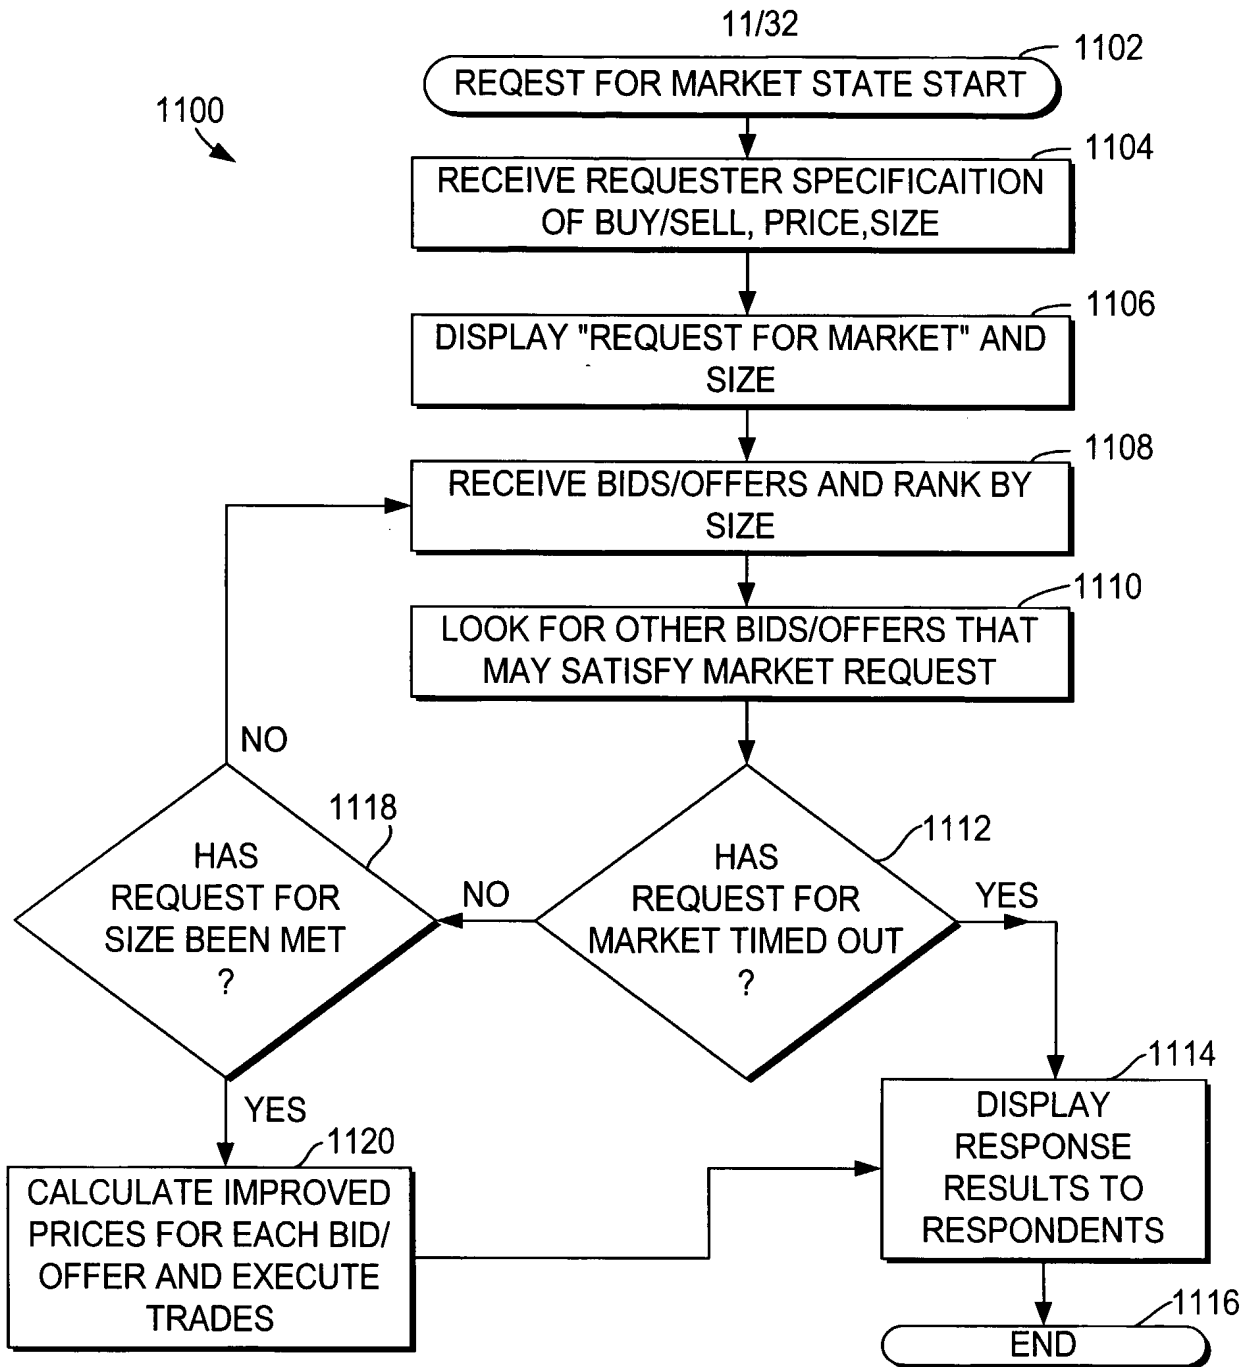 11/32
1102
REQEST FOR MARKET STATE START
1100
1104
RECEIVE REQUESTER SPECIFICAITION
OF BUY/SELL, PRICE,SIZE
1106
DISPLAY "REQUEST FOR MARKET" AND
SIZE
1108
RECEIVE BIDS/OFFERS AND RANK BY
SIZE
1110
LOOK FOR OTHER BIDS/OFFERS THAT
MAY SATISFY MARKET REQUEST
NO
1118
HAS
REQUEST FOR
SIZE BEEN MET
?
NO
1112
HAS
REQUEST FOR
MARKET TIMED OUT
?
YES
YES
1120
CALCULATE IMPROVED
PRICES FOR EACH BID/
OFFER AND EXECUTE
TRADES
1114
DISPLAY
RESPONSE
RESULTS TO
RESPONDENTS
1116
END